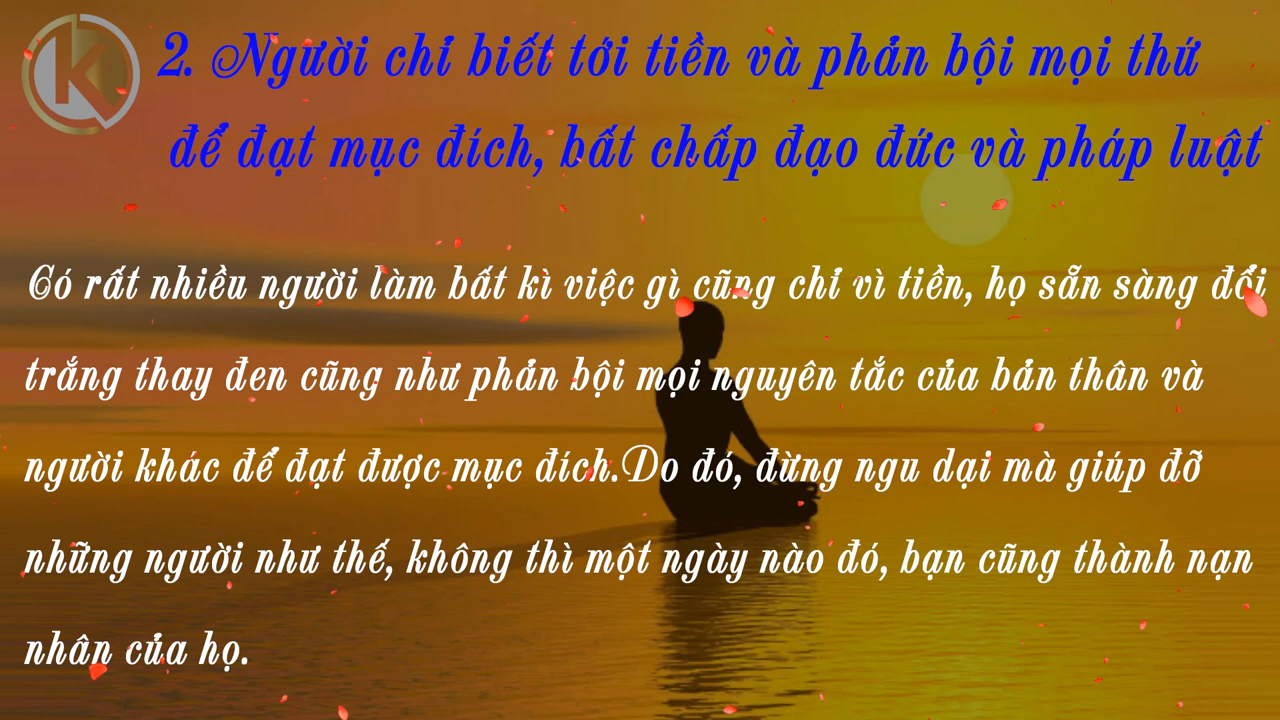 K
2. Người chỉ biết tới tiền và phản bội mọi thứ
để đạt mục đích, bất chấp đạo đức và pháp luật
Có rất nhiều người làm bất kì việc gì cũng chỉ vì tiền, họ sẵn sàng đổi
trắng thay đen cũng như phản bội mọi nguyên tắc của bản thân và
người khác để đạt được mục đích.Do đó, đừng ngu dại mà giúp đỡ
những người như thế, không thì một ngày nào đó, bạn cũng thành nạn
nhân của họ.